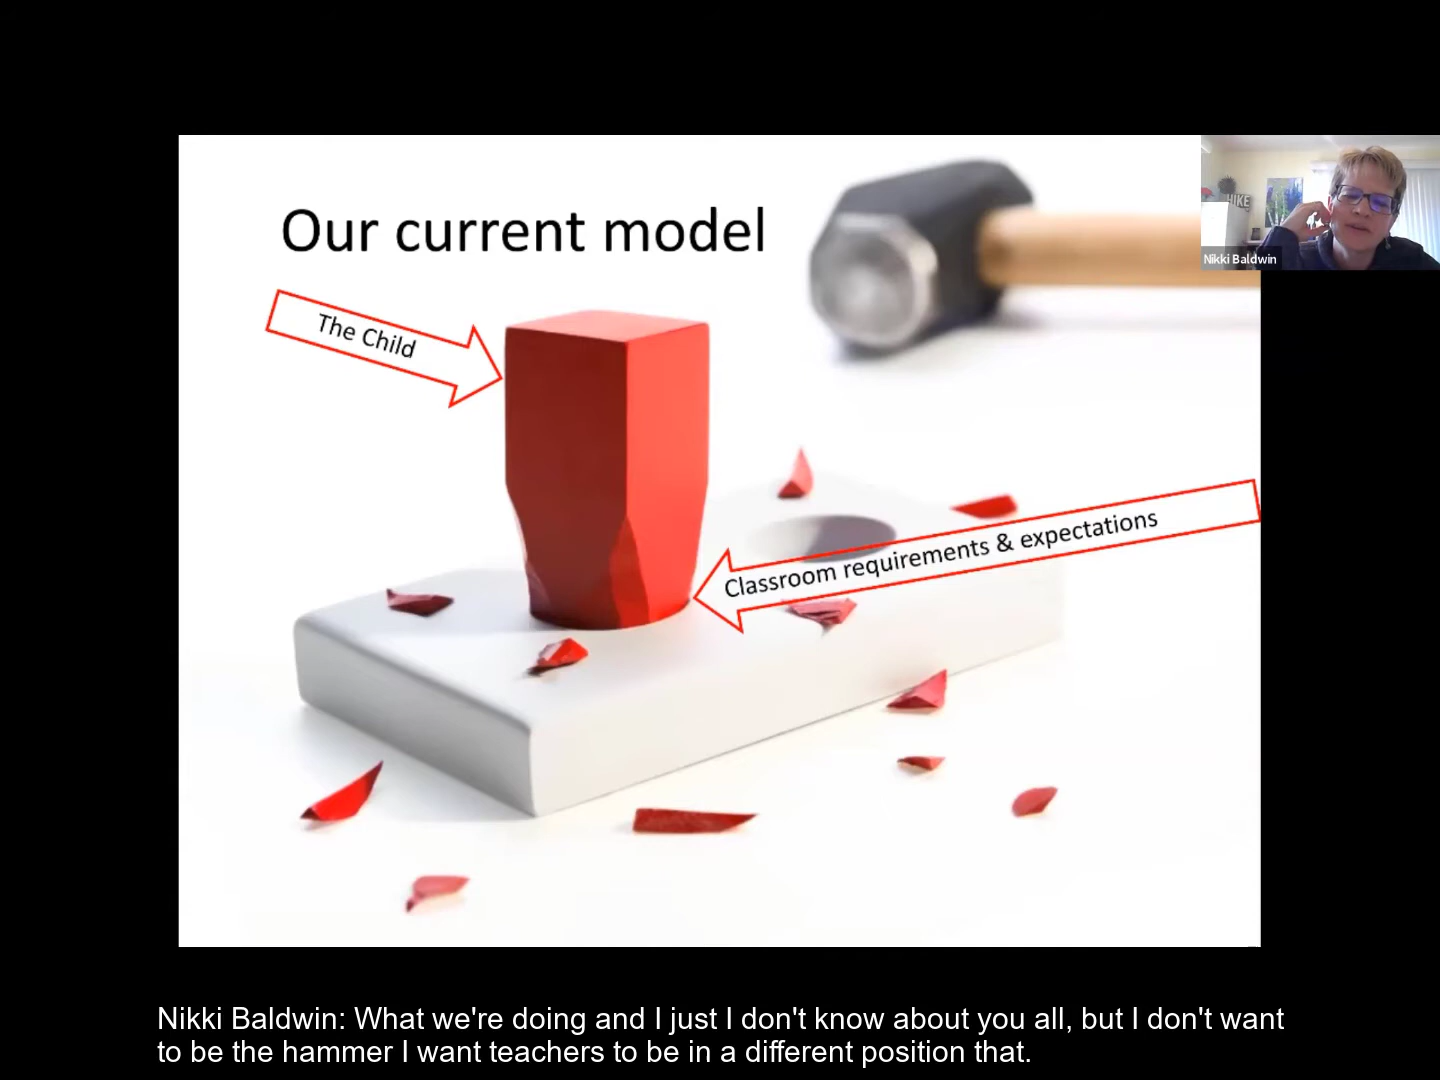 Our current model
The Child
Classroom requirements & expectations
HIKE
Nikki Baldwin
Nikki Baldwin: What we're doing and I just I don't know about you all, but I don't want
to be the hammer I want teachers to be in a different position that.